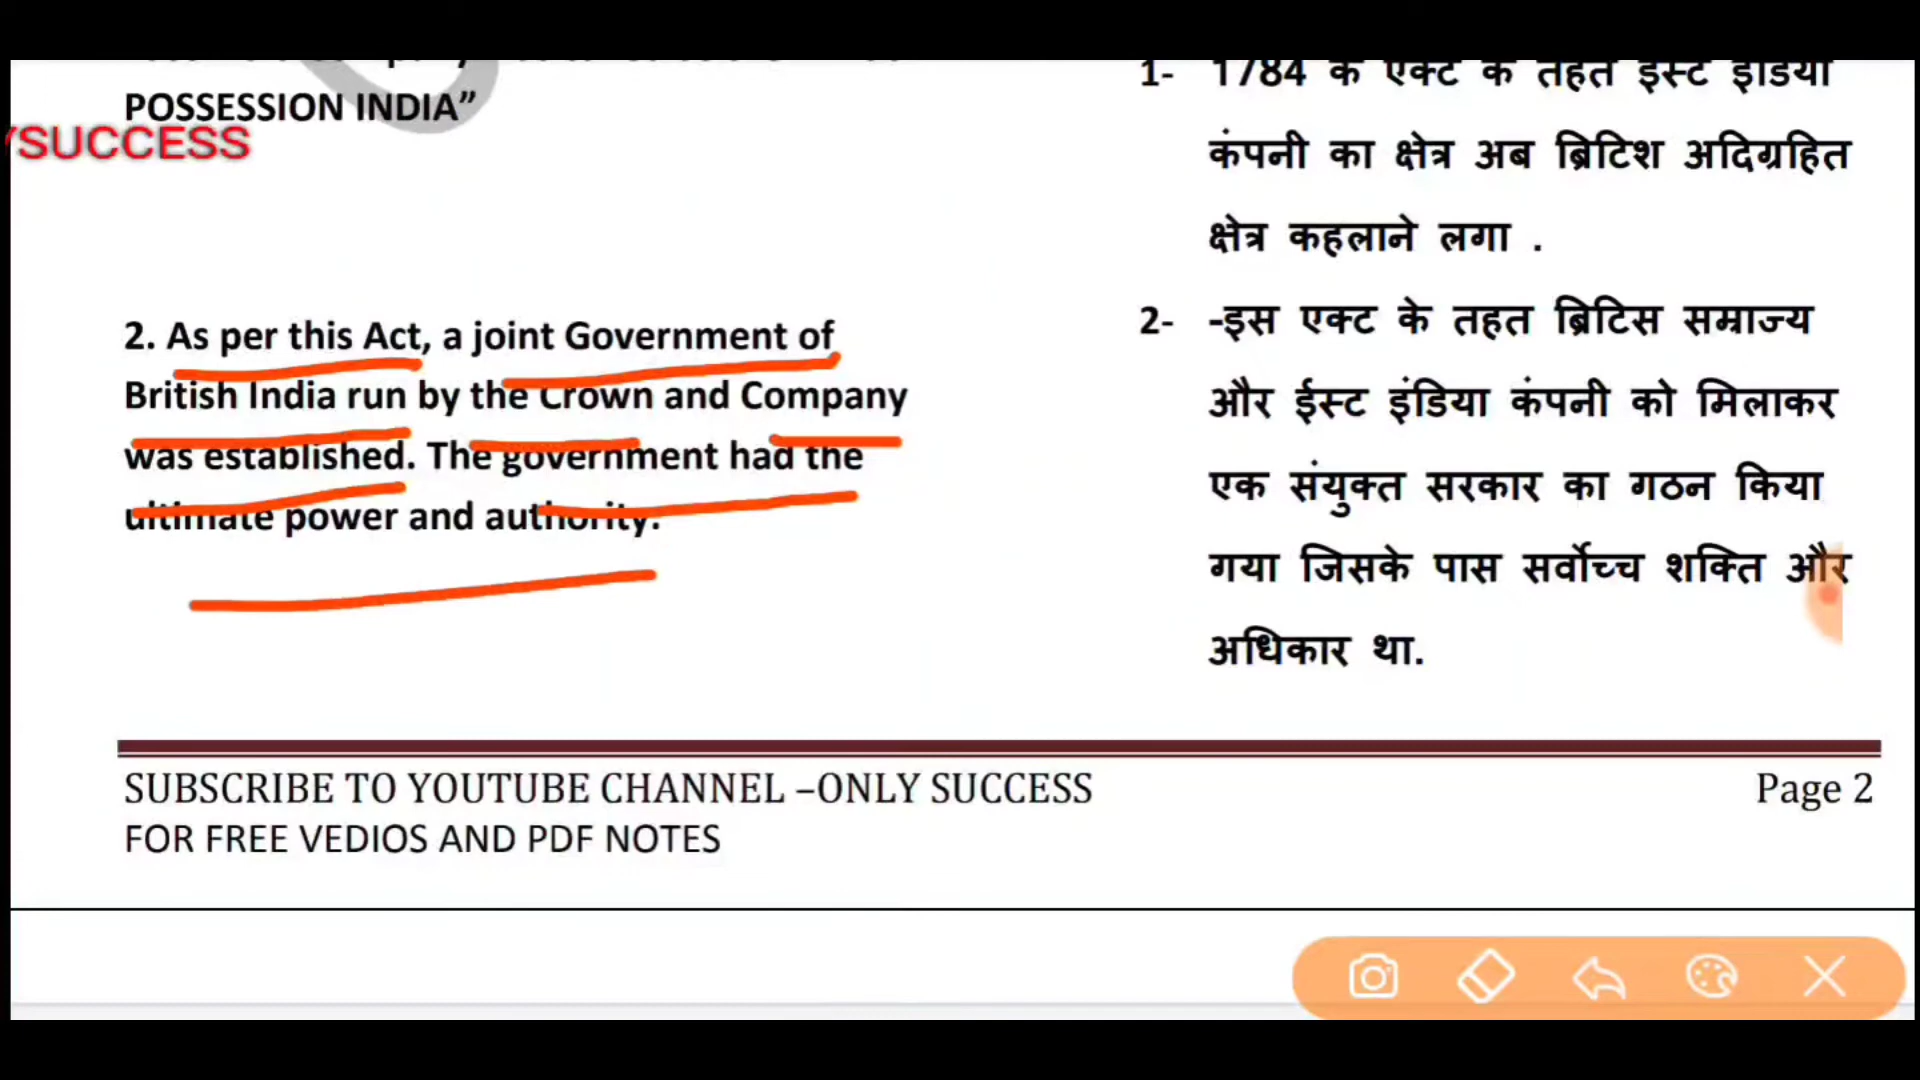 POSSESSION INDIA”
YSUCCESS
2. As per this Act, a joint Government of
British India run by the Crown and Company
was established. The government had the
ultimate power and authority.
1- 1784 के एक्ट के तहत ईस्ट इंडिया
कंपनी का क्षेत्र अब ब्रिटिश अदिग्रहित
क्षेत्र कहलाने लगा .
2- -इस एक्ट के तहत ब्रिटिस सम्राज्य
और ईस्ट इंडिया कंपनी को मिलाकर
एक संयुक्त सरकार का गठन किया
गया जिसके पास सर्वोच्च शक्ति और
अधिकार था.
SUBSCRIBE TO YOUTUBE CHANNEL –ONLY SUCCESS
Page 2
FOR FREE VEDIOS AND PDF NOTES